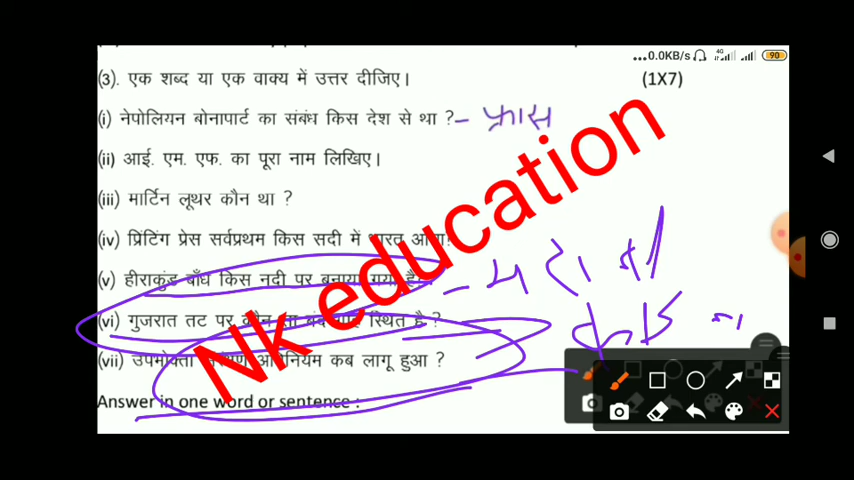 ...0.0KB/s 4G 90
(3). एक शब्द या एक वाक्य में उत्तर दीजिए। (1X7)
(i) नेपोलियन बोनापार्ट का संबंध किस देश से था ? – फ्रास
(ii) आई. एम. एफ. का पूरा नाम लिखिए।
(iii) मार्टिन लूथर कौन था ?
(iv) प्रिंटिंग प्रेस सर्वप्रथम किस सदी में भारत आया?
(v) हीराकुंड बाँध किस नदी पर बनाया गया है?
(vi) गुजरात तट पर कौन सा बंदरगाह स्थित है ?
(vii) उपभोक्ता संरक्षण अधिनियम कब लागू हुआ ?
Answer in one word or sentence :
Nk education